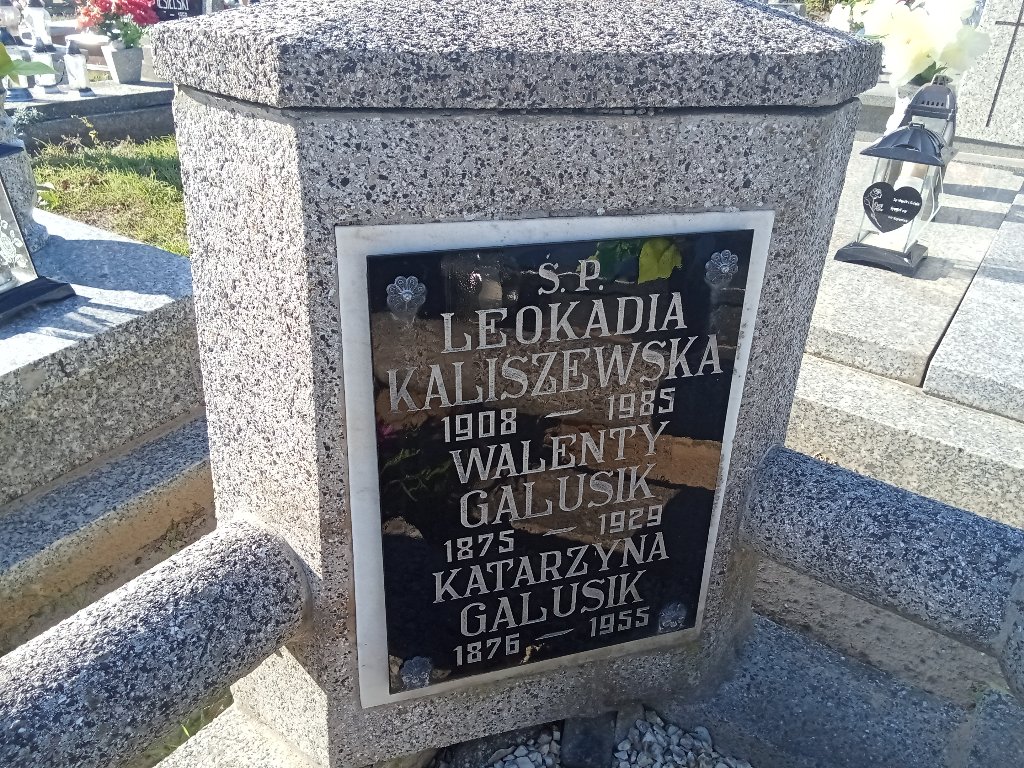 S. P.
LEOKADIA
KALISZEWSKA
1908 — 1985
WALENTY
GALUSIK
1875 — 1929
KATARZYNA
GALUSIK
1876 — 1955